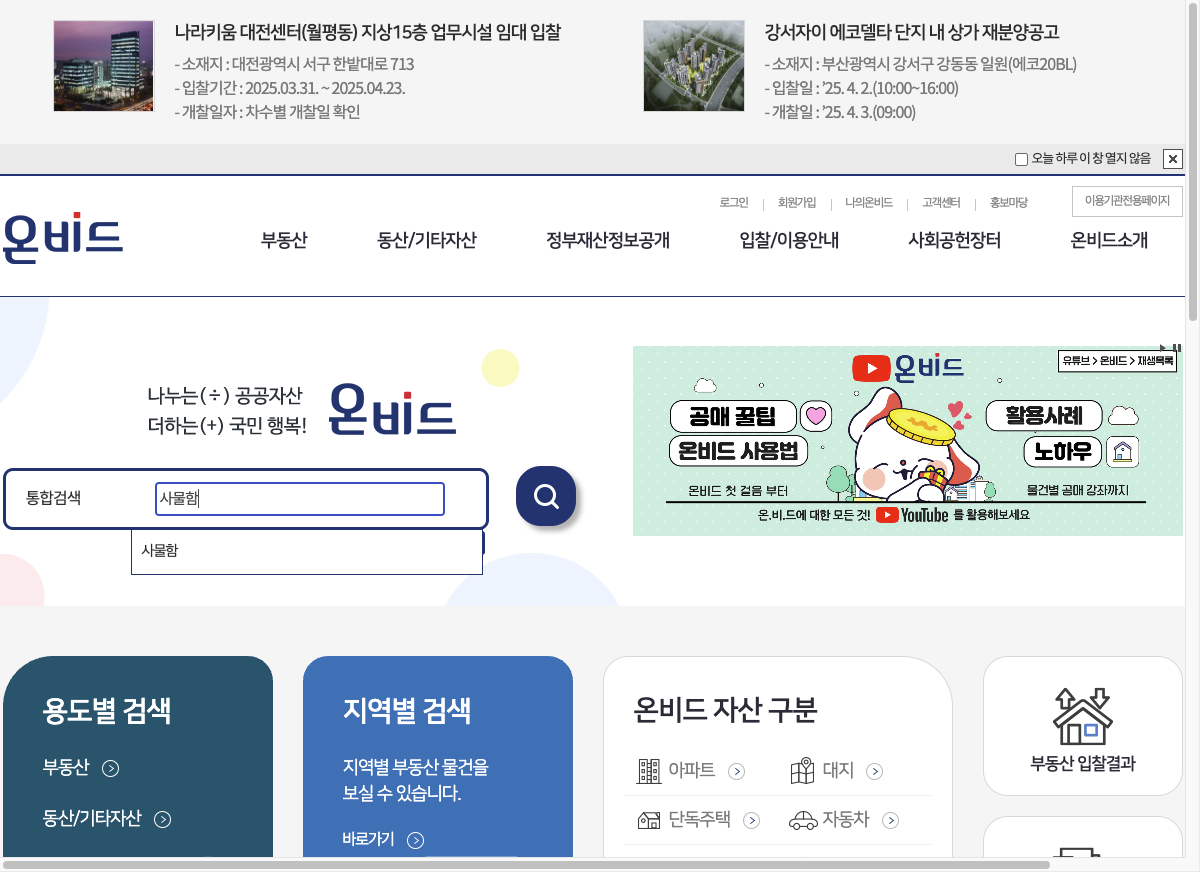 나라키움 대전센터(월평동) 지상15층 업무시설 임대 입찰
- 소재지 : 대전광역시 서구 한밭대로 713
- 입찰기간 : 2025.03.31. ~ 2025.04.23.
- 개찰일자 : 차수별 개찰일 확인
강서자이 에코델타 단지 내 상가 재분양공고
- 소재지 : 부산광역시 강서구 강동동 일원(에코20BL)
- 입찰일 : ’25. 4. 2.(10:00~16:00)
- 개찰일 : ’25. 4. 3.(09:00)
오늘 하루 이 창 열지 않음
로그인 회원가입 나의온비드 고객센터 홍보마당 이용기관전용페이지
온비드
부동산 동산/기타자산 정부재산정보공개 입찰/이용안내 사회공헌장터 온비드소개
나누는(÷) 공공자산
더하는(+) 국민 행복!
온비드
통합검색 사물함
사물함
유튜브 > 온비드 > 재생목록
온비드
공매 꿀팁
온비드 사용법
활용사례
노하우
온비드 첫 걸음 부터
물건별 공매 강좌까지
온.비.드에 대한 모든 것! YouTube 를 활용해보세요
용도별 검색
부동산
동산/기타자산
지역별 검색
지역별 부동산 물건을
보실 수 있습니다.
바로가기
온비드 자산 구분
아파트 대지
단독주택 자동차
부동산 입찰결과